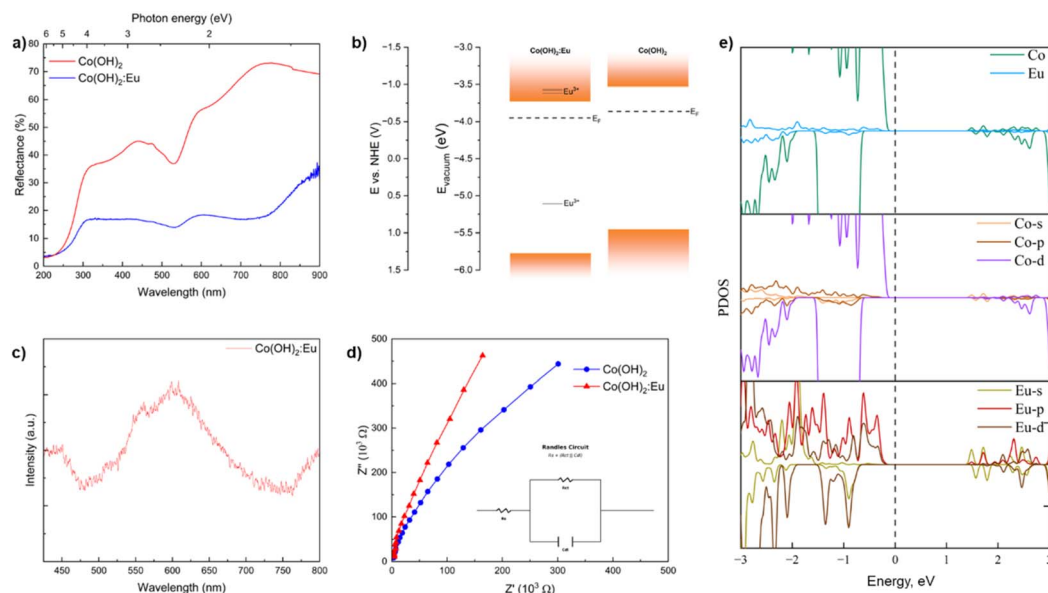 a)
Photon energy (eV)
6 5 4 3 2
80
70
60
50
40
30
20
10
0
Reflectance (%)
Co(OH)₂
Co(OH)₂:Eu
200 300 400 500 600 700 800 900
Wavelength (nm)
b)
E vs. NHE (V)
-1.5
-1.0
-0.5
0.0
0.5
1.0
1.5
Evacuum (eV)
-3.0
-3.5
-4.0
-4.5
-5.0
-5.5
-6.0
Co(OH)₂:Eu
Co(OH)₂
Eu³⁺
EF
EF
c)
Co(OH)₂:Eu
Intensity (a.u.)
450 500 550 600 650 700 750 800
Wavelength (nm)
d)
500
400
300
200
100
0
Z'' (10³ Ω)
Co(OH)₂
Co(OH)₂:Eu
Randles Circuit
0 100 200 300 400 500
Z' (10³ Ω)
e)
Co
Eu
Co-s
Co-p
Co-d
PDOS
Eu-s
Eu-p
Eu-d
-3 -2 -1 0 1 2 3
Energy, eV